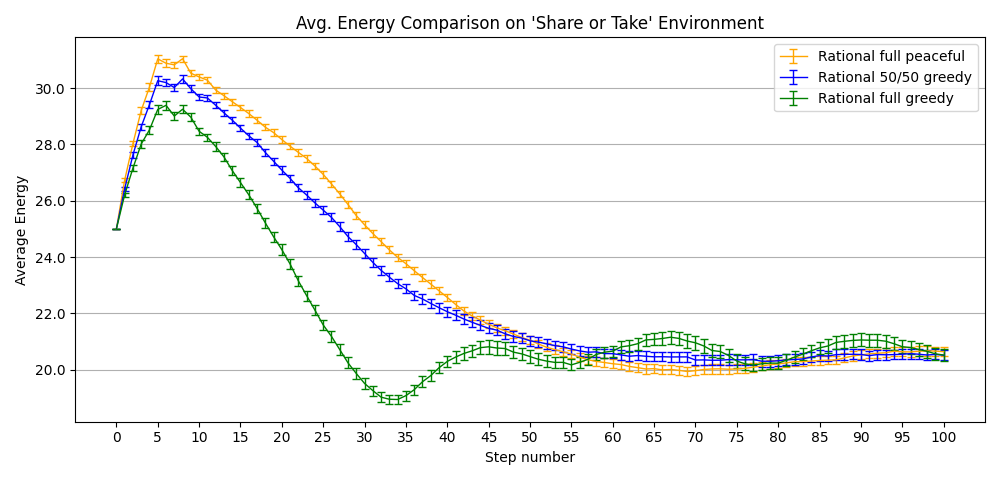 Avg. Energy Comparison on 'Share or Take' Environment
Rational full peaceful
Rational 50/50 greedy
Rational full greedy
Average Energy
30.0
28.0
26.0
24.0
22.0
20.0
0 5 10 15 20 25 30 35 40 45 50 55 60 65 70 75 80 85 90 95 100
Step number